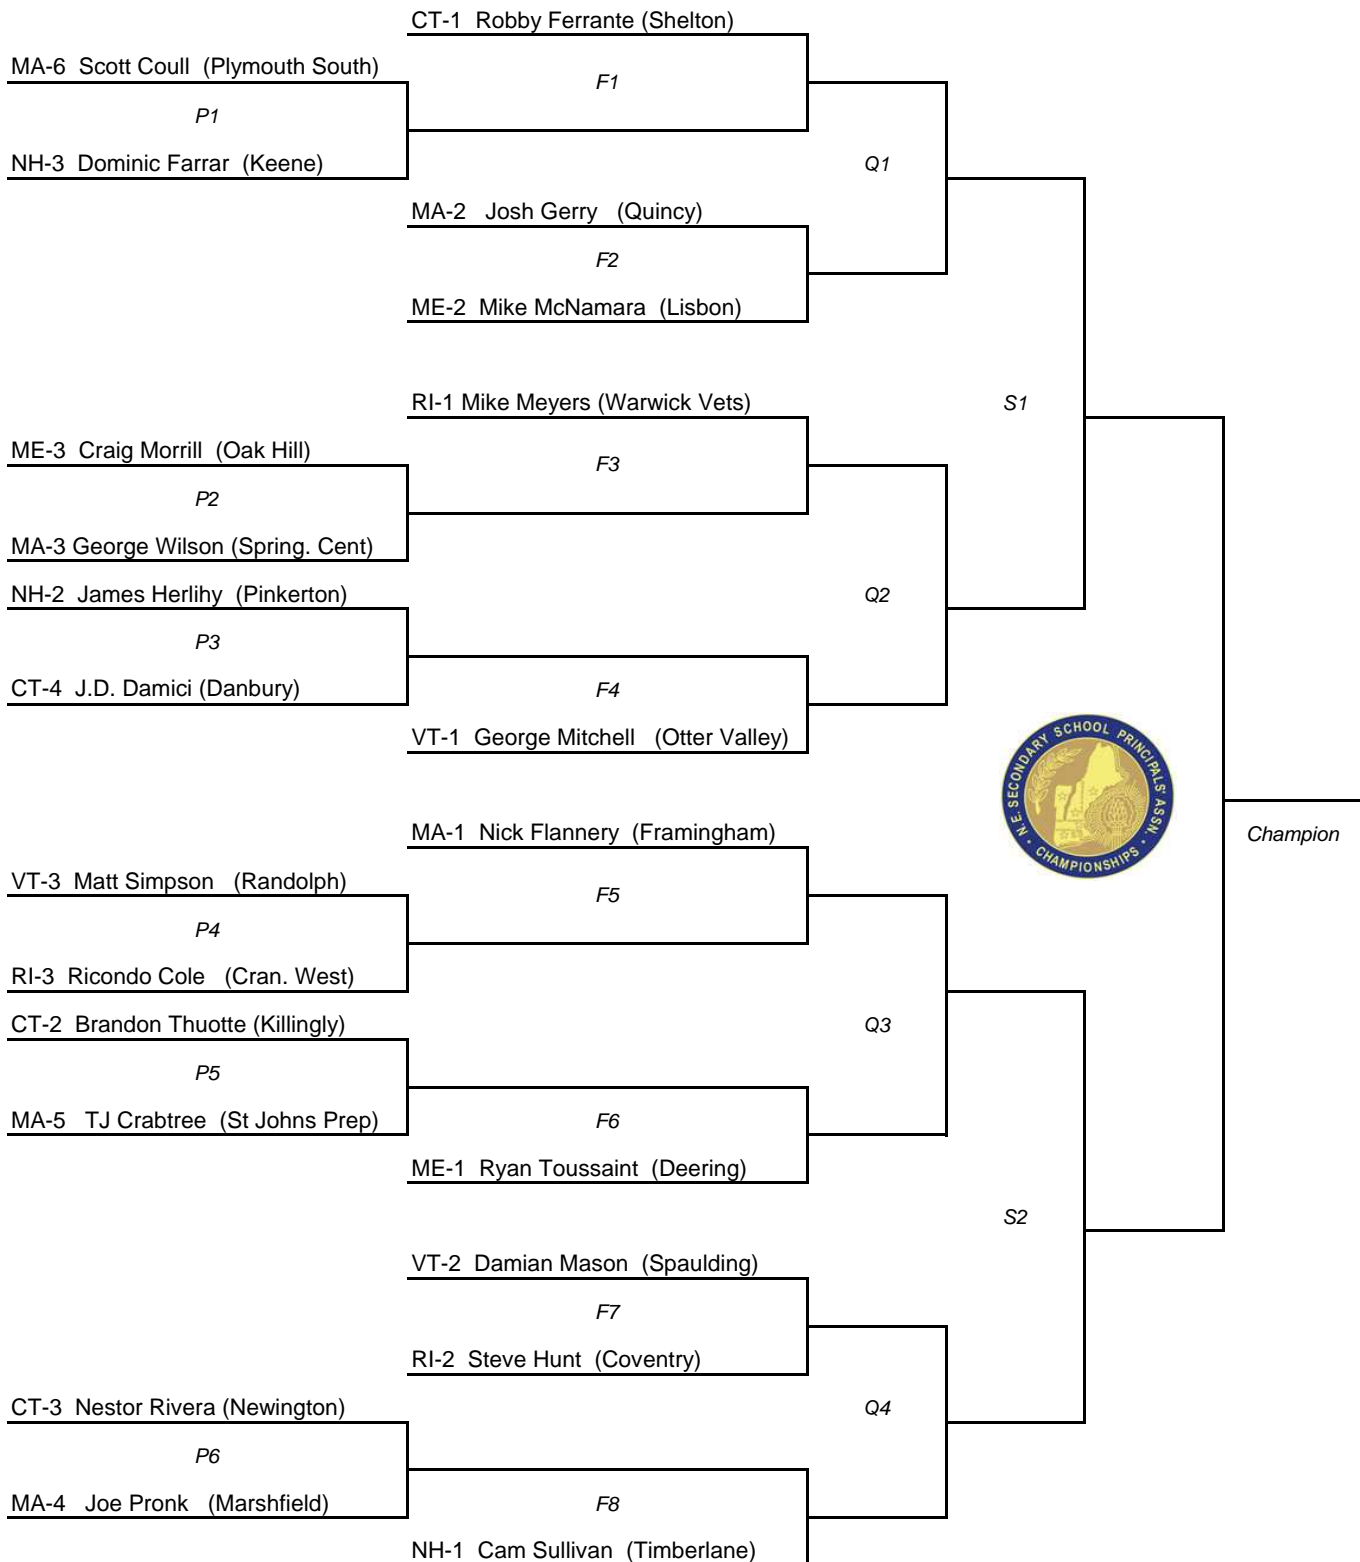 CT-1 Robby Ferrante (Shelton)
MA-6 Scott Coull (Plymouth South)
F1
P1
NH-3 Dominic Farrar (Keene)
Q1
MA-2 Josh Gerry (Quincy)
F2
ME-2 Mike McNamara (Lisbon)
RI-1 Mike Meyers (Warwick Vets)
S1
ME-3 Craig Morrill (Oak Hill)
F3
P2
MA-3 George Wilson (Spring. Cent)
NH-2 James Herlihy (Pinkerton)
Q2
P3
CT-4 J.D. Damici (Danbury)
F4
VT-1 George Mitchell (Otter Valley)
N.E. SECONDARY SCHOOL PRINCIPALS' ASSN.
CHAMPIONSHIPS
MA-1 Nick Flannery (Framingham)
Champion
VT-3 Matt Simpson (Randolph)
F5
P4
RI-3 Ricondo Cole (Cran. West)
CT-2 Brandon Thuotte (Killingly)
Q3
P5
MA-5 TJ Crabtree (St Johns Prep)
F6
ME-1 Ryan Toussaint (Deering)
S2
VT-2 Damian Mason (Spaulding)
F7
RI-2 Steve Hunt (Coventry)
CT-3 Nestor Rivera (Newington)
Q4
P6
MA-4 Joe Pronk (Marshfield)
F8
NH-1 Cam Sullivan (Timberlane)